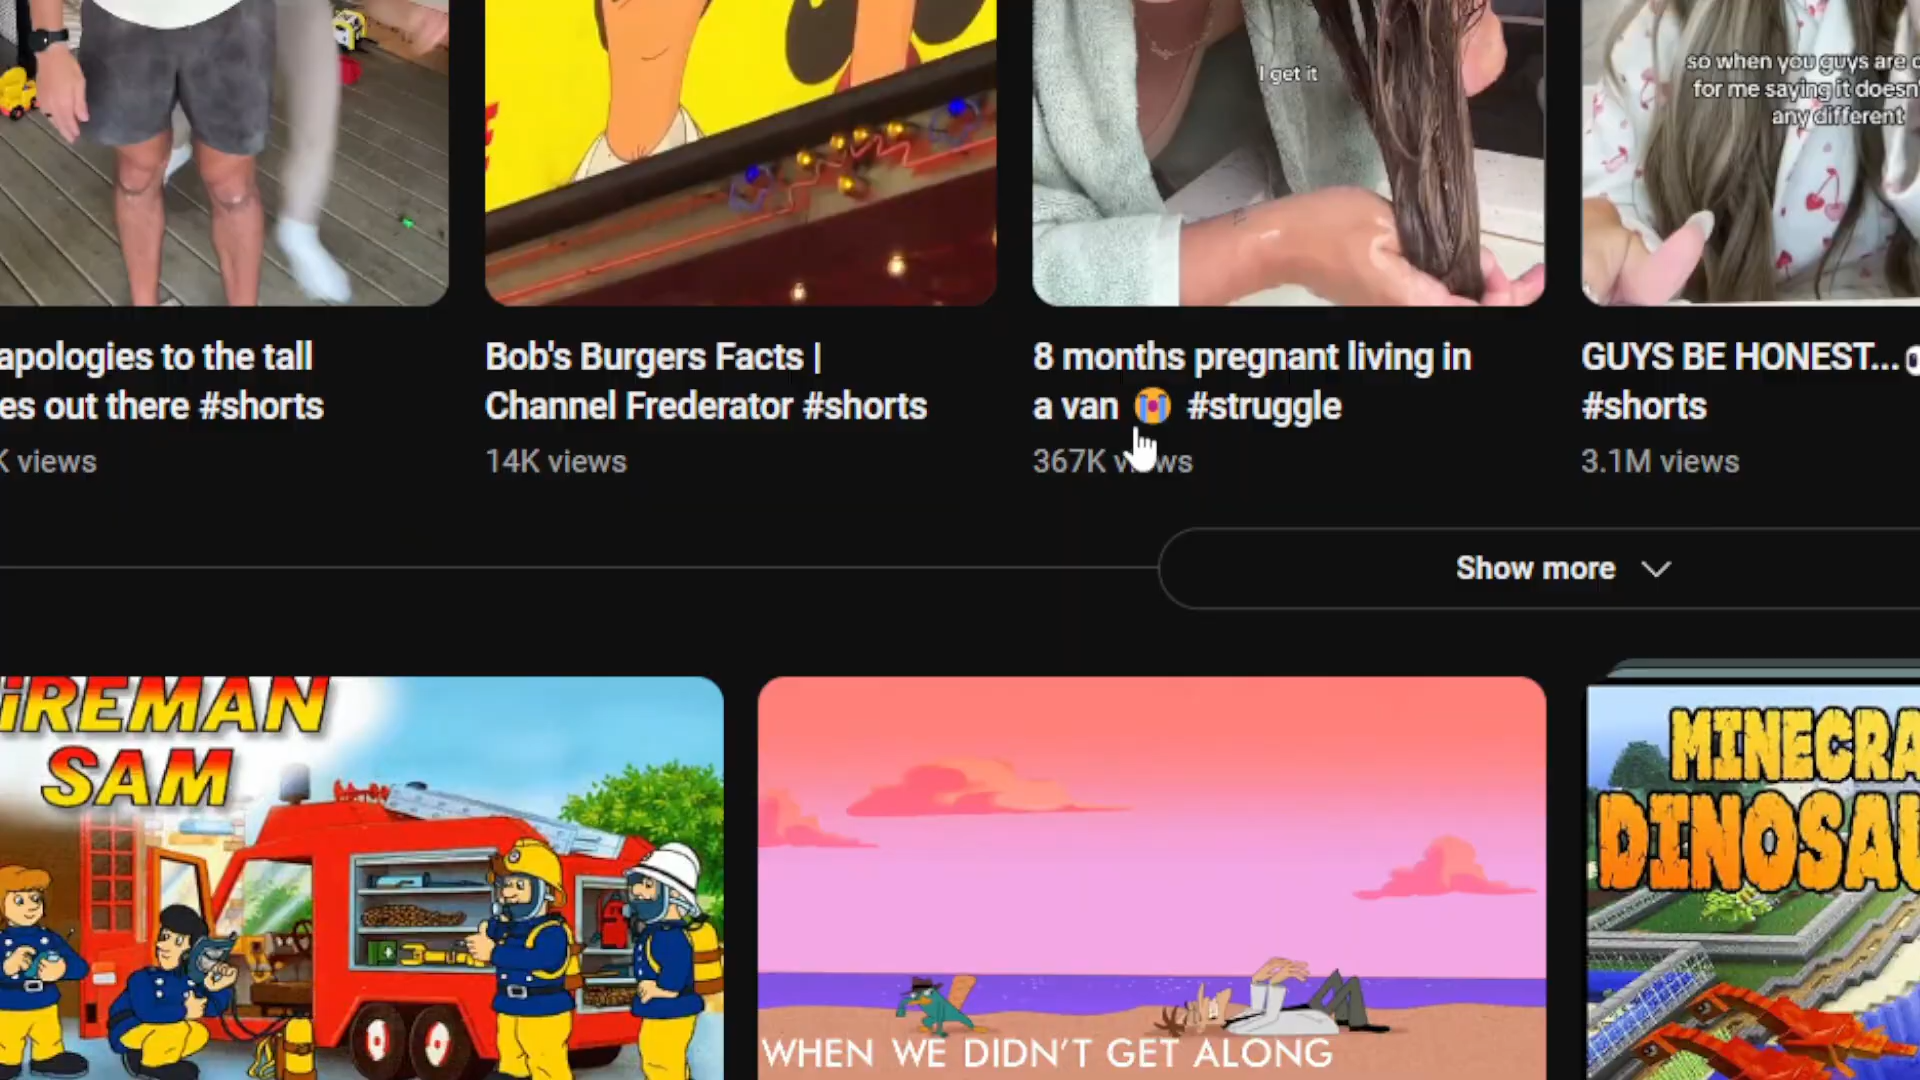 I get it
so when you guys are
for me saying it doesn'
any different
apologies to the tall
es out there #shorts
K views
Bob's Burgers Facts |
Channel Frederator #shorts
14K views
8 months pregnant living in
a van 😭 #struggle
367K views
GUYS BE HONEST...
#shorts
3.1M views
Show more
iREMAN
SAM
WHEN WE DIDN'T GET ALONG
MINECRA
DINOSAU